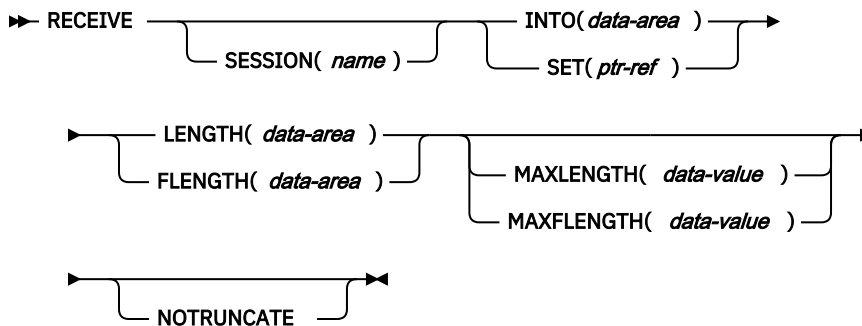 RECEIVE
SESSION( name )
INTO( data-area )
SET( ptr-ref )
LENGTH( data-area )
FLENGTH( data-area )
MAXLENGTH( data-value )
MAXFLENGTH( data-value )
NOTRUNCATE